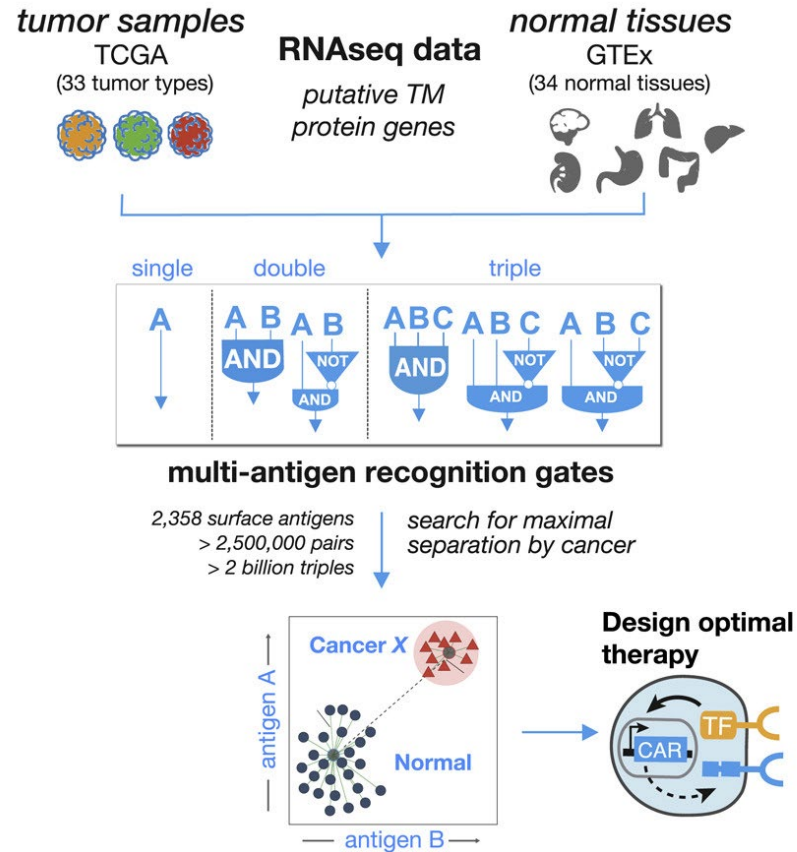 tumor samples
TCGA
(33 tumor types)
RNAseq data
putative TM
protein genes
normal tissues
GTEx
(34 normal tissues)
single
double
triple
A
A B
AND
A B
NOT
AND
A B C
AND
A B C
NOT
AND
A B C
NOT
AND
multi-antigen recognition gates
2,358 surface antigens
> 2,500,000 pairs
> 2 billion triples
search for maximal
separation by cancer
antigen A
Cancer X
Normal
antigen B
Design optimal
therapy
TF
CAR